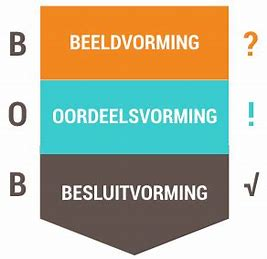 B BEELDVORMING ?
O OORDEELSVORMING !
B BESLUITVORMING √